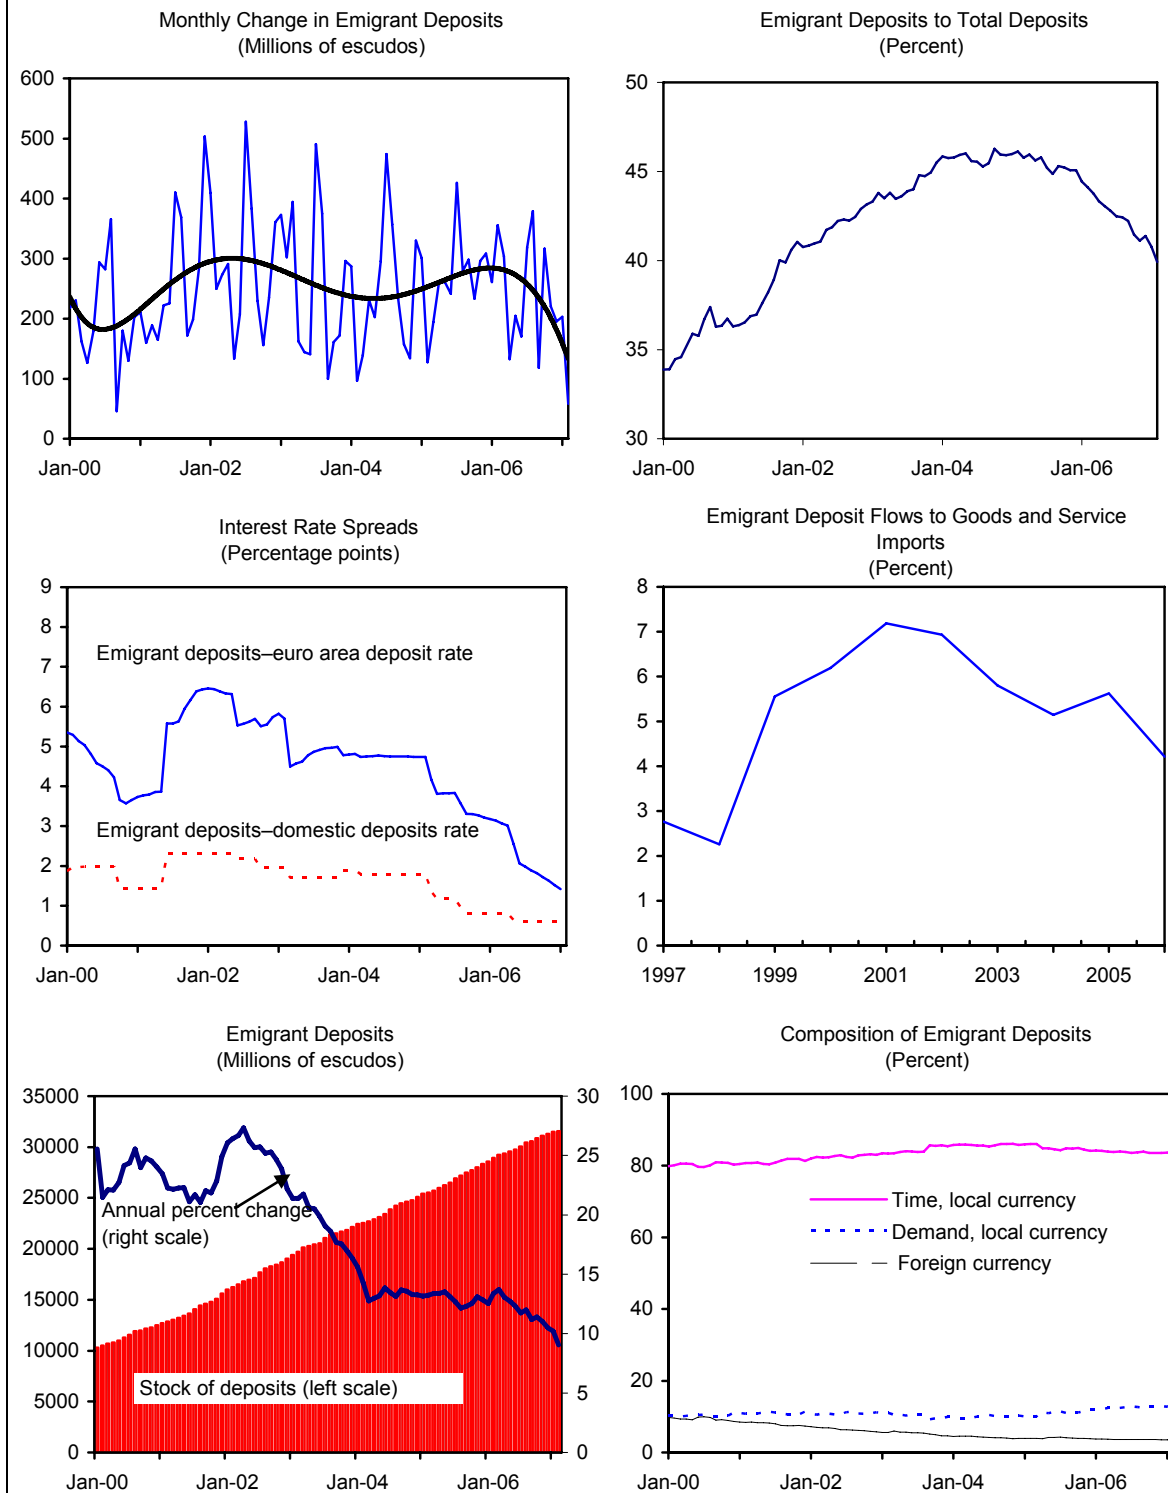 Monthly Change in Emigrant Deposits
(Millions of escudos)
600
500
400
300
200
100
0
Jan-00
Jan-02
Jan-04
Jan-06
Emigrant Deposits to Total Deposits
(Percent)
50
45
40
35
30
Jan-00
Jan-02
Jan-04
Jan-06
Interest Rate Spreads
(Percentage points)
9
8
7
6
5
4
3
2
1
0
Emigrant deposits–euro area deposit rate
Emigrant deposits–domestic deposits rate
Jan-00
Jan-02
Jan-04
Jan-06
Emigrant Deposit Flows to Goods and Service
Imports
(Percent)
8
7
6
5
4
3
2
1
0
1997
1999
2001
2003
2005
Emigrant Deposits
(Millions of escudos)
35000
30000
25000
20000
15000
10000
5000
0
30
25
20
15
10
5
0
Annual percent change
(right scale)
Stock of deposits (left scale)
Jan-00
Jan-02
Jan-04
Jan-06
Composition of Emigrant Deposits
(Percent)
100
80
60
40
20
0
Time, local currency
Demand, local currency
Foreign currency
Jan-00
Jan-02
Jan-04
Jan-06